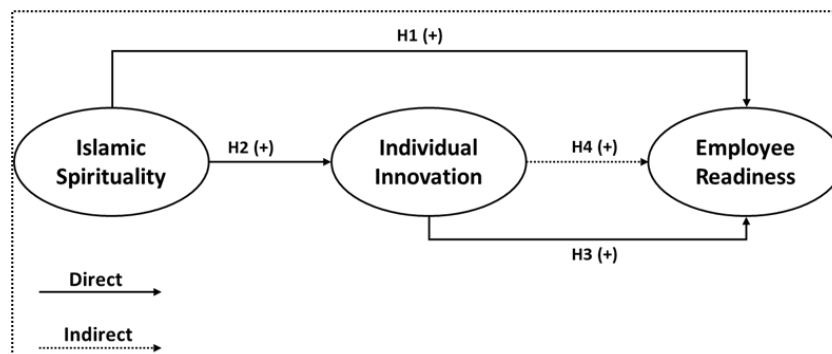 H1 (+)
Islamic
Spirituality
H2 (+)
Individual
Innovation
H4 (+)
Employee
Readiness
H3 (+)
Direct
Indirect